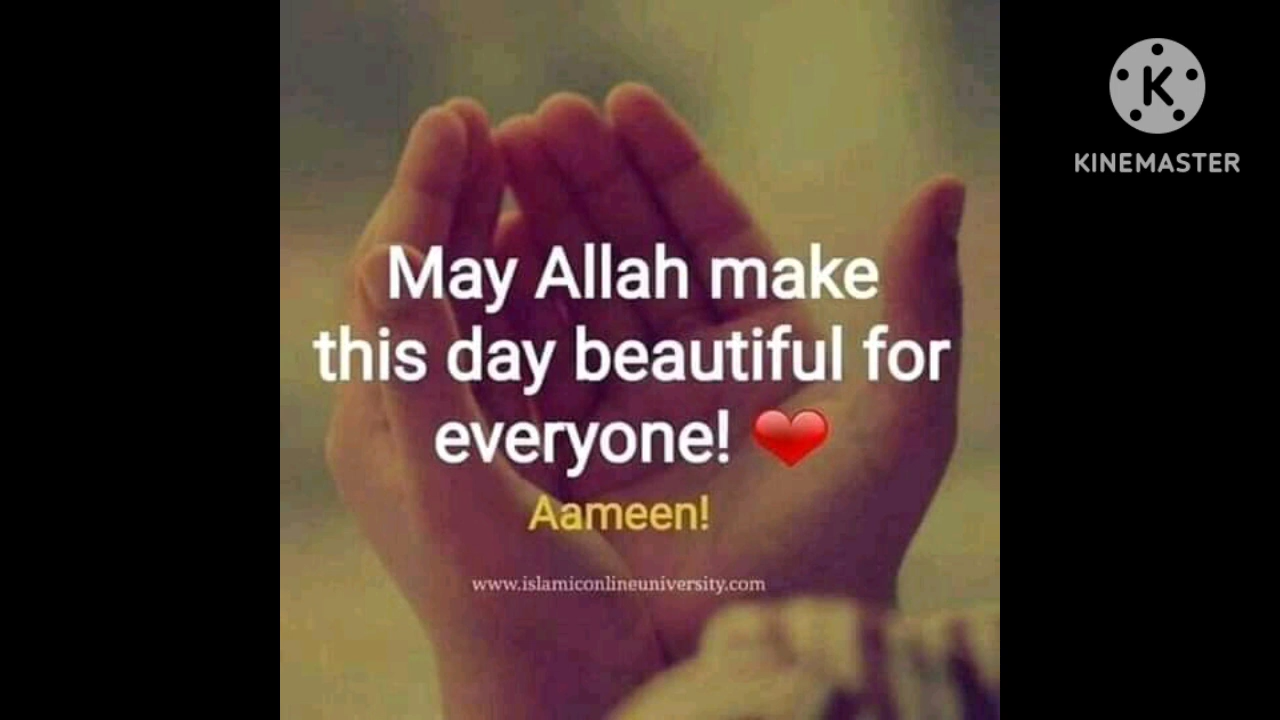 May Allah make
this day beautiful for
everyone! ❤
Aameen!
www.islamiconlineuniversity.com
K
KINEMASTER